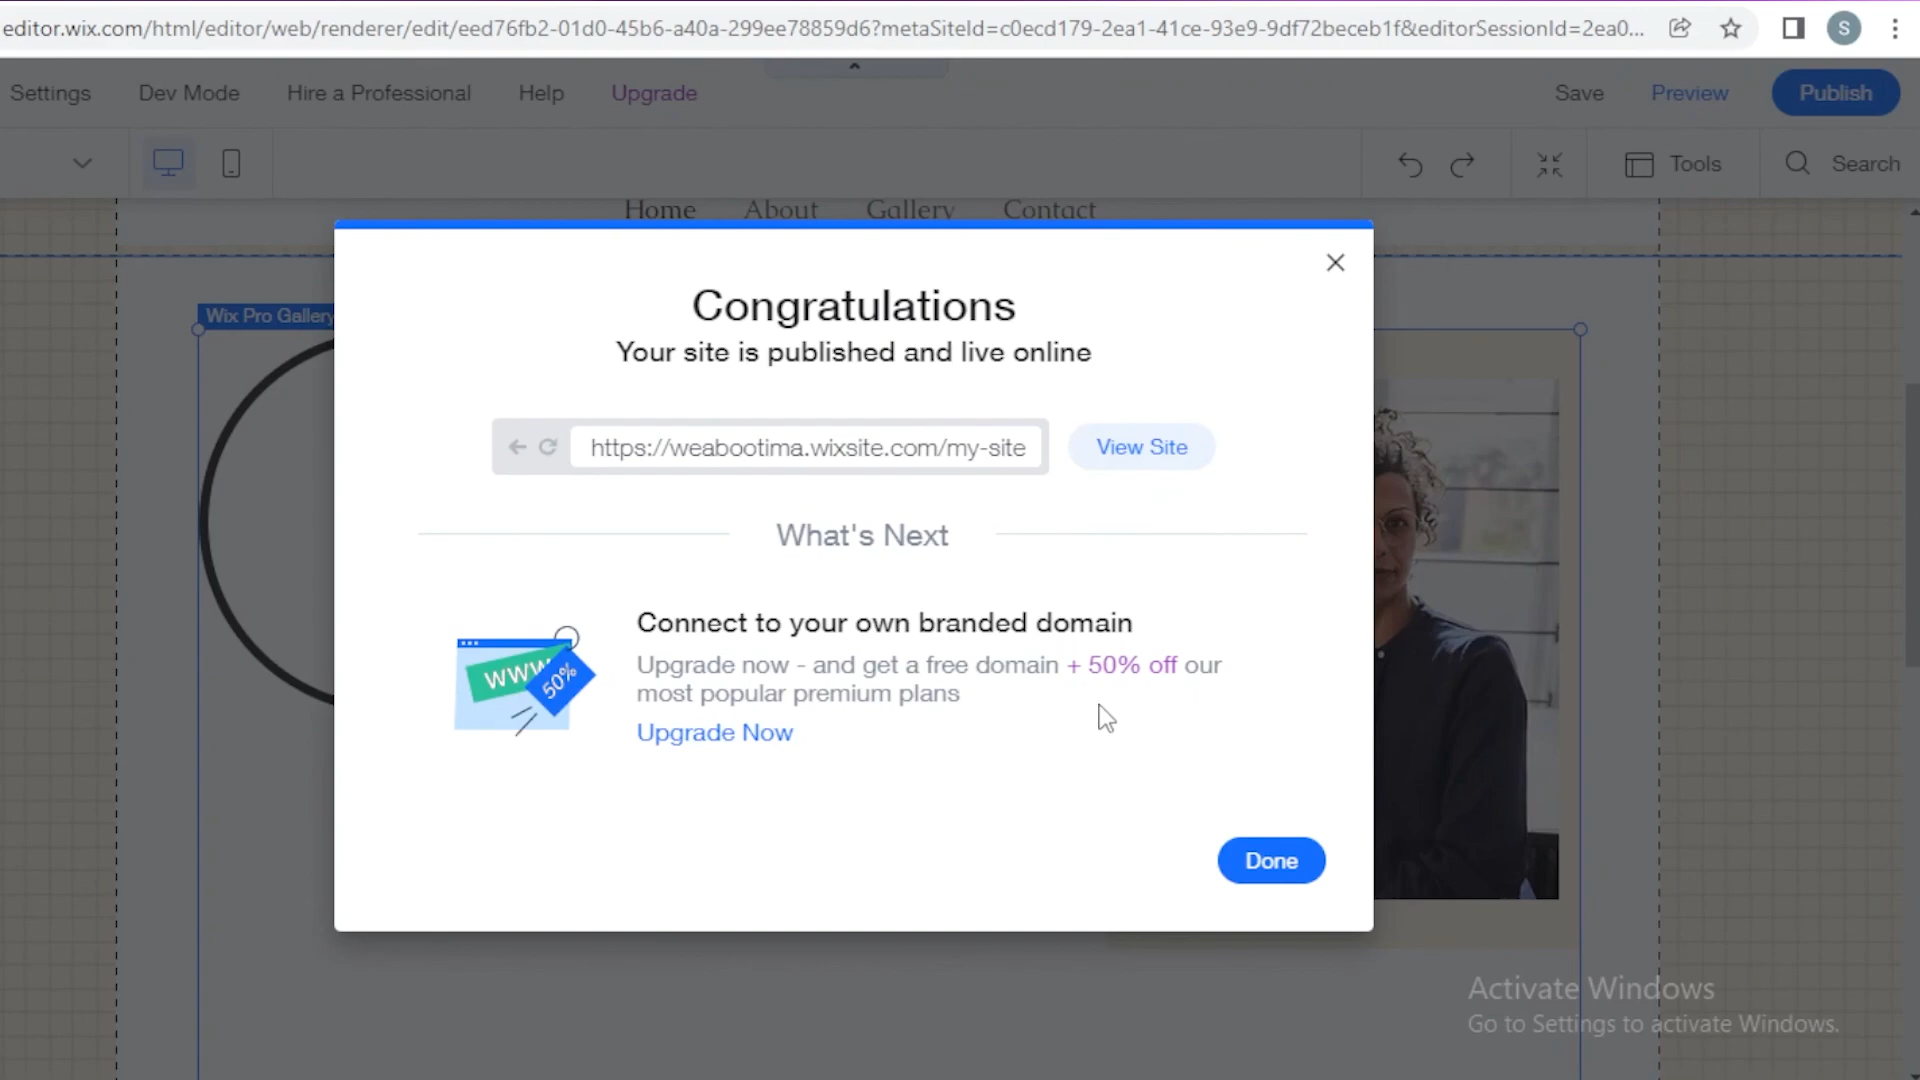 editor.wix.com/html/editor/web/renderer/edit/eed76fb2-01d0-45b6-a40a-299ee78859d6?metaSiteId=c0ecd179-2ea1-41ce-93e9-9df72beceb1f&editorSessionId=2ea0...
S
Settings Dev Mode Hire a Professional Help Upgrade Save Preview Publish
Tools Search
Home About Gallery Contact
Wix Pro Gallery
Congratulations
Your site is published and live online
https://weabootima.wixsite.com/my-site View Site
What's Next
Connect to your own branded domain
Upgrade now - and get a free domain + 50% off our
most popular premium plans
Upgrade Now
WWW
50%
Done
Activate Windows
Go to Settings to activate Windows.